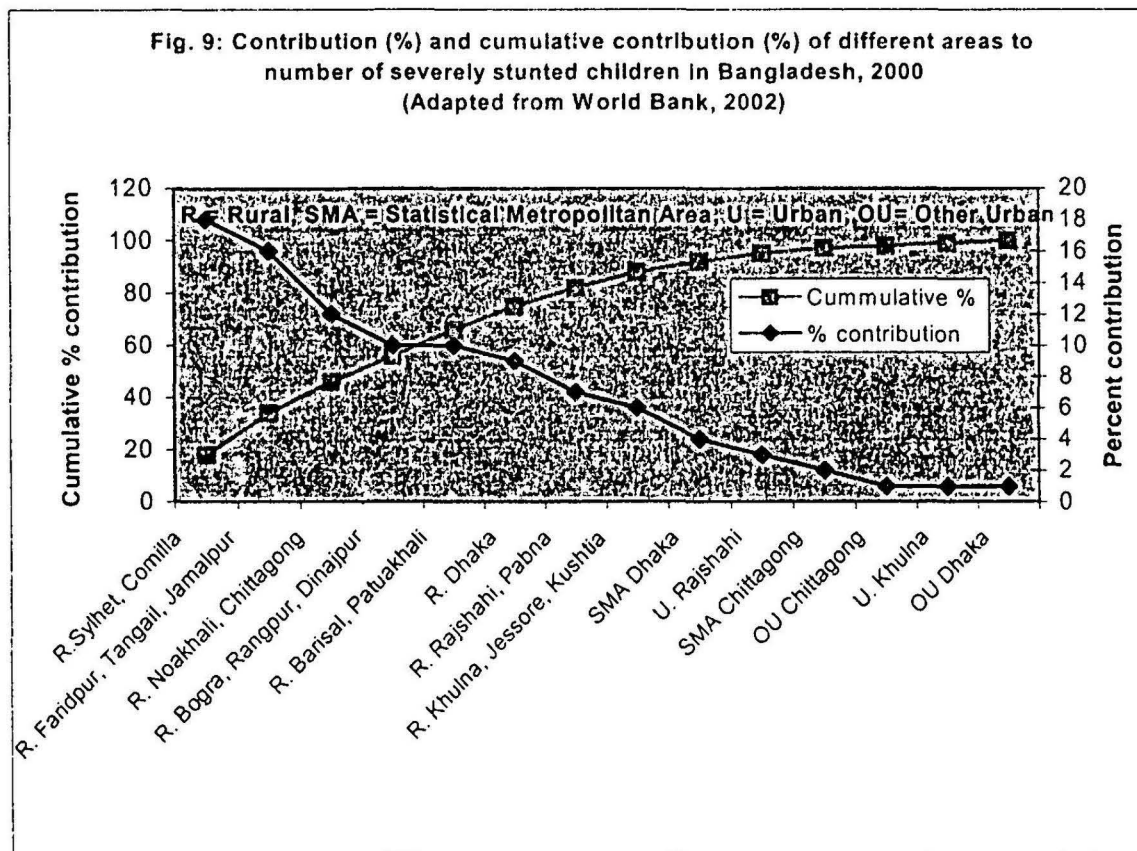 Fig. 9: Contribution (%) and cumulative contribution (%) of different areas to
number of severely stunted children in Bangladesh, 2000
(Adapted from World Bank, 2002)
Cumulative % contribution
120
100
80
60
40
20
0
R = Rural, SMA = Statistical Metropolitan Area, U = Urban, OU= Other Urban
Cummulative %
% contribution
20
18
16
14
12
10
8
6
4
2
0
Percent contribution
R.Sylhet, Comilla
R. Faridpur, Tangail, Jamalpur
R. Noakhali, Chittagong
R. Bogra, Rangpur, Dinajpur
R. Barisal, Patuakhali
R. Dhaka
R. Rajshahi, Pabna
R. Khulna, Jessore, Kushtia
SMA Dhaka
U. Rajshahi
SMA Chittagong
OU Chittagong
U. Khulna
OU Dhaka